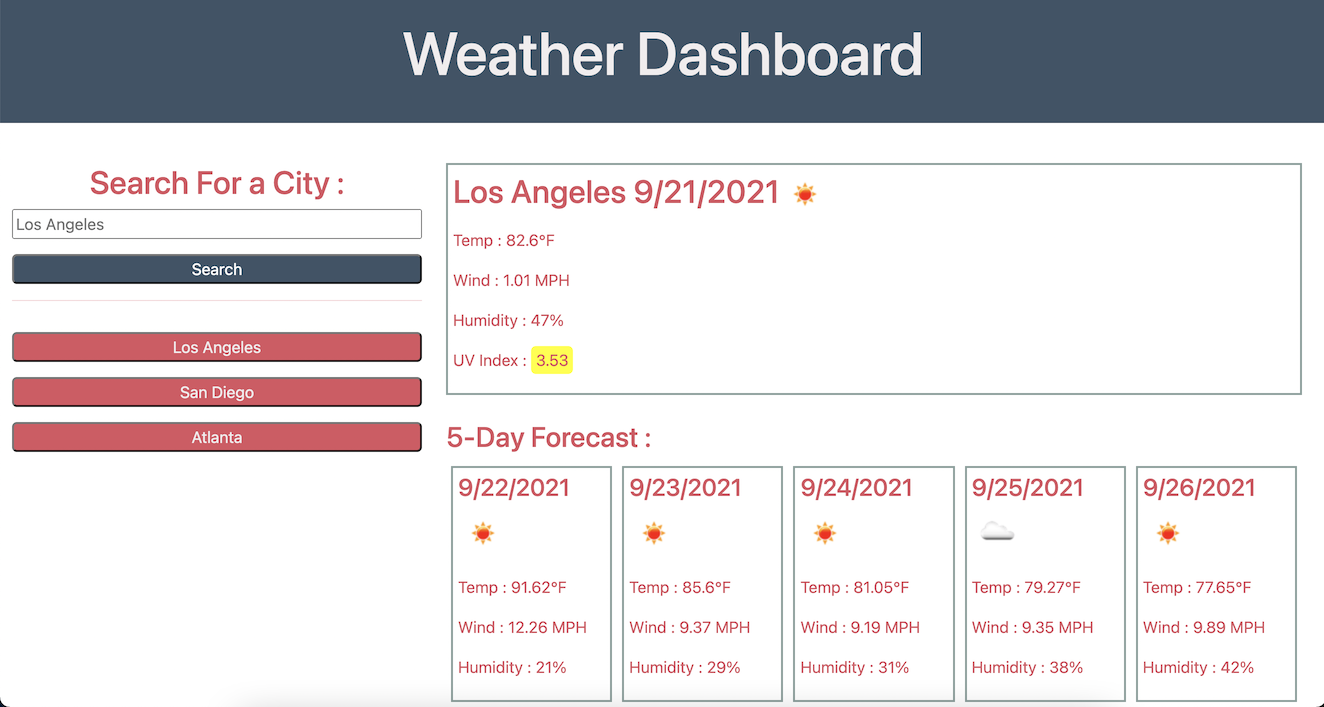 Weather Dashboard
Search For a City :
Los Angeles
Search
Los Angeles
San Diego
Atlanta
Los Angeles 9/21/2021
Temp : 82.6°F
Wind : 1.01 MPH
Humidity : 47%
UV Index : 3.53
5-Day Forecast :
9/22/2021
Temp : 91.62°F
Wind : 12.26 MPH
Humidity : 21%
9/23/2021
Temp : 85.6°F
Wind : 9.37 MPH
Humidity : 29%
9/24/2021
Temp : 81.05°F
Wind : 9.19 MPH
Humidity : 31%
9/25/2021
Temp : 79.27°F
Wind : 9.35 MPH
Humidity : 38%
9/26/2021
Temp : 77.65°F
Wind : 9.89 MPH
Humidity : 42%